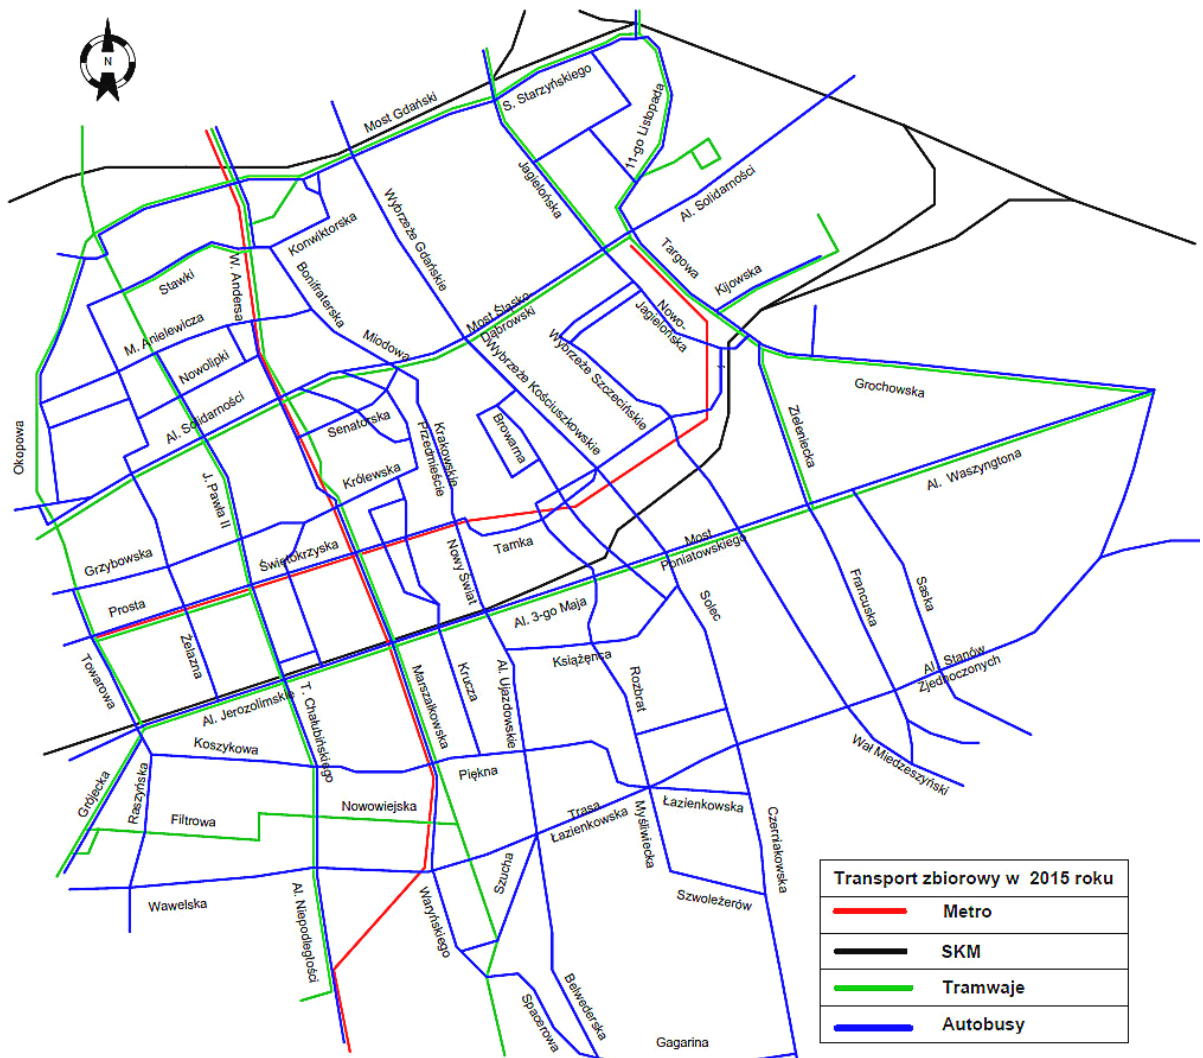 N
Most Gdański
S. Starzyńskiego
11-go Listopada
Jagielońska
Al. Solidarności
Wybrzeże Gdańskie
Konwiktorska
Targowa
Kijowska
W. Andersa
Bonifraterska
Stawki
Nowo-
Jagielońska
Most Śląsko
Dąbrowski
M. Anielewicza
Miodowa
Wybrzeże Szczecińskie
Wybrzeże Kościuszkowskie
Nowolipki
Grochowska
Al. Solidarności
Senatorska
Browarna
Zieleniecka
Okopowa
Krakowskie
Przedmieście
Królewska
Al. Waszyngtona
J. Pawła II
Most
Poniatowskiego
Tamka
Grzybowska
Świętokrzyska
Nowy Świat
Francuska
Saska
Prosta
Al. 3-go Maja
Solec
Żelazna
Książęca
Al. Stanów
Zjednoczonych
Towarowa
Al. Jerozolimskie
T. Chałubińskiego
Marszałkowska
Krucza
Al. Ujazdowskie
Rozbrat
Koszykowa
Piękna
Wał Miedzeszyński
Grójecka
Raszyńska
Filtrowa
Nowowiejska
Trasa
Łazienkowska
Łazienkowska
Myśliwiecka
Czerniakowska
Szucha
Szwoleżerów
Wawelska
Al. Niepodległości
Waryńskiego
Belwederska
Spacerowa
Gagarina
Transport zbiorowy w 2015 roku
Metro
SKM
Tramwaje
Autobusy